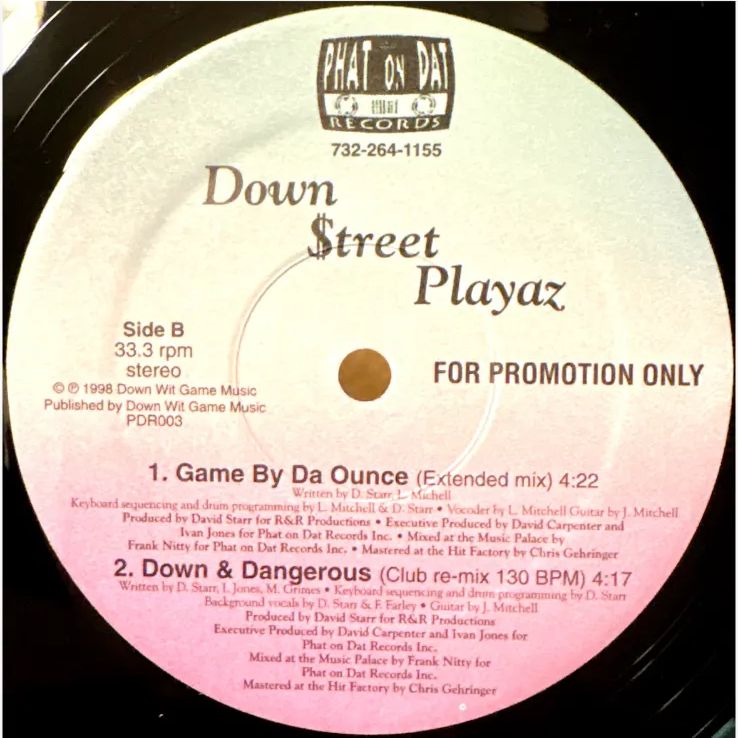 PHAT ON DAT
RECORDS
732-264-1155
Down
$treet
Playaz
Side B
33.3 rpm
stereo
© ℗ 1998 Down Wit Game Music
Published by Down Wit Game Music
PDR003
FOR PROMOTION ONLY
1. Game By Da Ounce (Extended mix) 4:22
Written by D. Starr, L. Michell
Keyboard sequencing and drum programming by L. Mitchell & D. Starr • Vocoder by L. Mitchell Guitar by J. Mitchell
Produced by David Starr for R&R Productions • Executive Produced by David Carpenter and
Ivan Jones for Phat on Dat Records Inc. • Mixed at the Music Palace by
Frank Nitty for Phat on Dat Records Inc. • Mastered at the Hit Factory by Chris Gehringer
2. Down & Dangerous (Club re-mix 130 BPM) 4:17
Written by D. Starr, I. Jones, M. Grimes • Keyboard sequencing and drum programming by D. Starr
Background vocals by D. Starr & F. Farley • Guitar by J. Mitchell
Produced by David Starr for R&R Productions
Executive Produced by David Carpenter and Ivan Jones for
Phat on Dat Records Inc.
Mixed at the Music Palace by Frank Nitty for
Phat on Dat Records Inc.
Mastered at the Hit Factory by Chris Gehringer